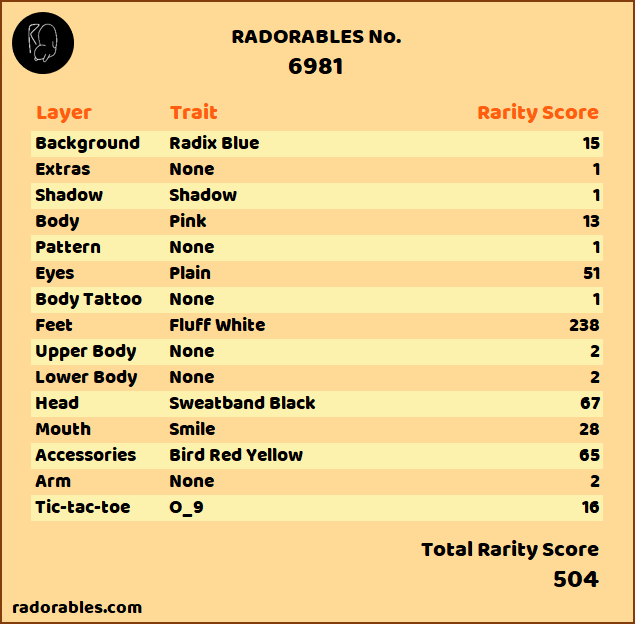 RADORABLES No.
6981
Layer Trait Rarity Score
Background Radix Blue 15
Extras None 1
Shadow Shadow 1
Body Pink 13
Pattern None 1
Eyes Plain 51
Body Tattoo None 1
Feet Fluff White 238
Upper Body None 2
Lower Body None 2
Head Sweatband Black 67
Mouth Smile 28
Accessories Bird Red Yellow 65
Arm None 2
Tic-tac-toe O_9 16
Total Rarity Score
504
radorables.com